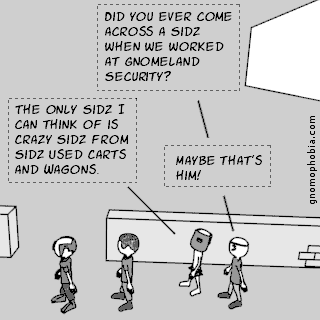 DID YOU EVER COME
ACROSS A SIDZ
WHEN WE WORKED
AT GNOMELAND
SECURITY?
THE ONLY SIDZ I
CAN THINK OF IS
CRAZY SIDZ FROM
SIDZ USED CARTS
AND WAGONS.
MAYBE THAT'S
HIM!
gnomophobia.com